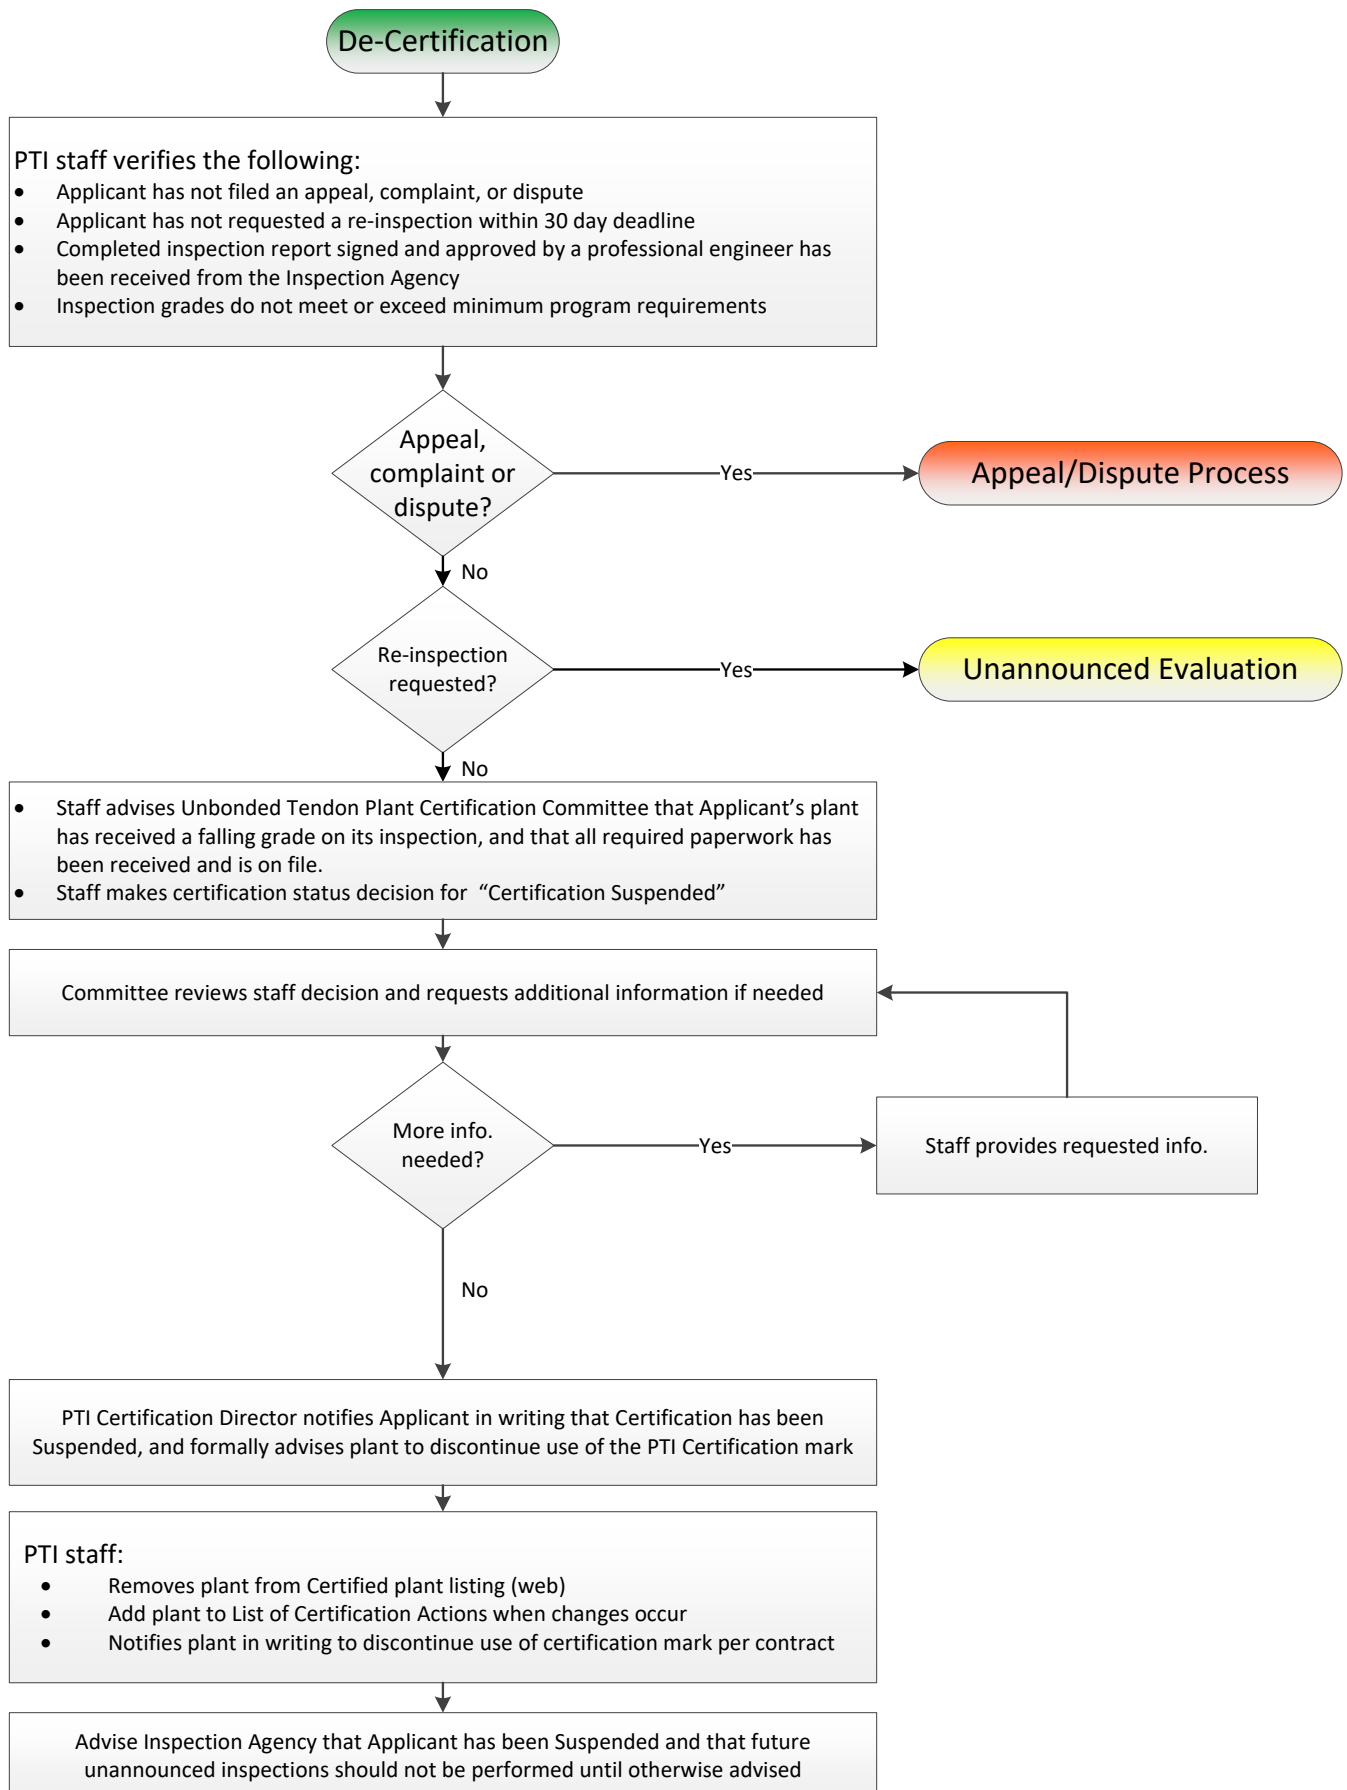 De-Certification
PTI staff verifies the following:
• Applicant has not filed an appeal, complaint, or dispute
• Applicant has not requested a re-inspection within 30 day deadline
• Completed inspection report signed and approved by a professional engineer has
been received from the Inspection Agency
• Inspection grades do not meet or exceed minimum program requirements
Appeal,
complaint or
dispute?
Yes
Appeal/Dispute Process
No
Re-inspection
requested?
Yes
Unannounced Evaluation
No
• Staff advises Unbonded Tendon Plant Certification Committee that Applicant’s plant
has received a falling grade on its inspection, and that all required paperwork has
been received and is on file.
• Staff makes certification status decision for “Certification Suspended”
Committee reviews staff decision and requests additional information if needed
More info.
needed?
Yes
Staff provides requested info.
No
PTI Certification Director notifies Applicant in writing that Certification has been
Suspended, and formally advises plant to discontinue use of the PTI Certification mark
PTI staff:
• Removes plant from Certified plant listing (web)
• Add plant to List of Certification Actions when changes occur
• Notifies plant in writing to discontinue use of certification mark per contract
Advise Inspection Agency that Applicant has been Suspended and that future
unannounced inspections should not be performed until otherwise advised